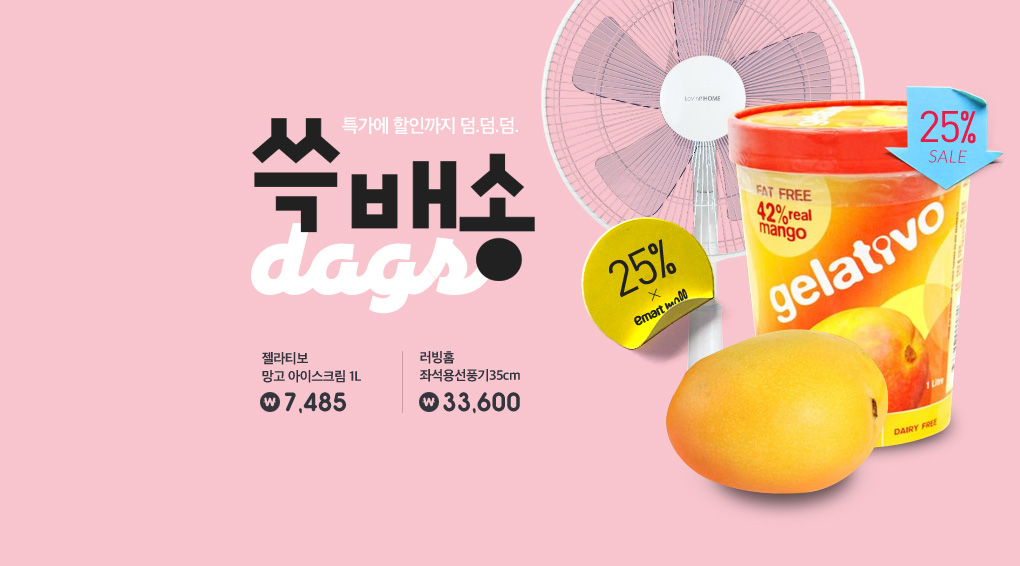 특가에 할인까지 덤.덤.덤.
쓱배송
dags
젤라티보
망고 아이스크림 1L
₩7,485
러빙홈
좌석용선풍기35cm
₩33,600
LOVING HOME
25%
×
emart mall
25%
SALE
FAT FREE
42% real
mango
gelativo
1 Litre
DAIRY FREE